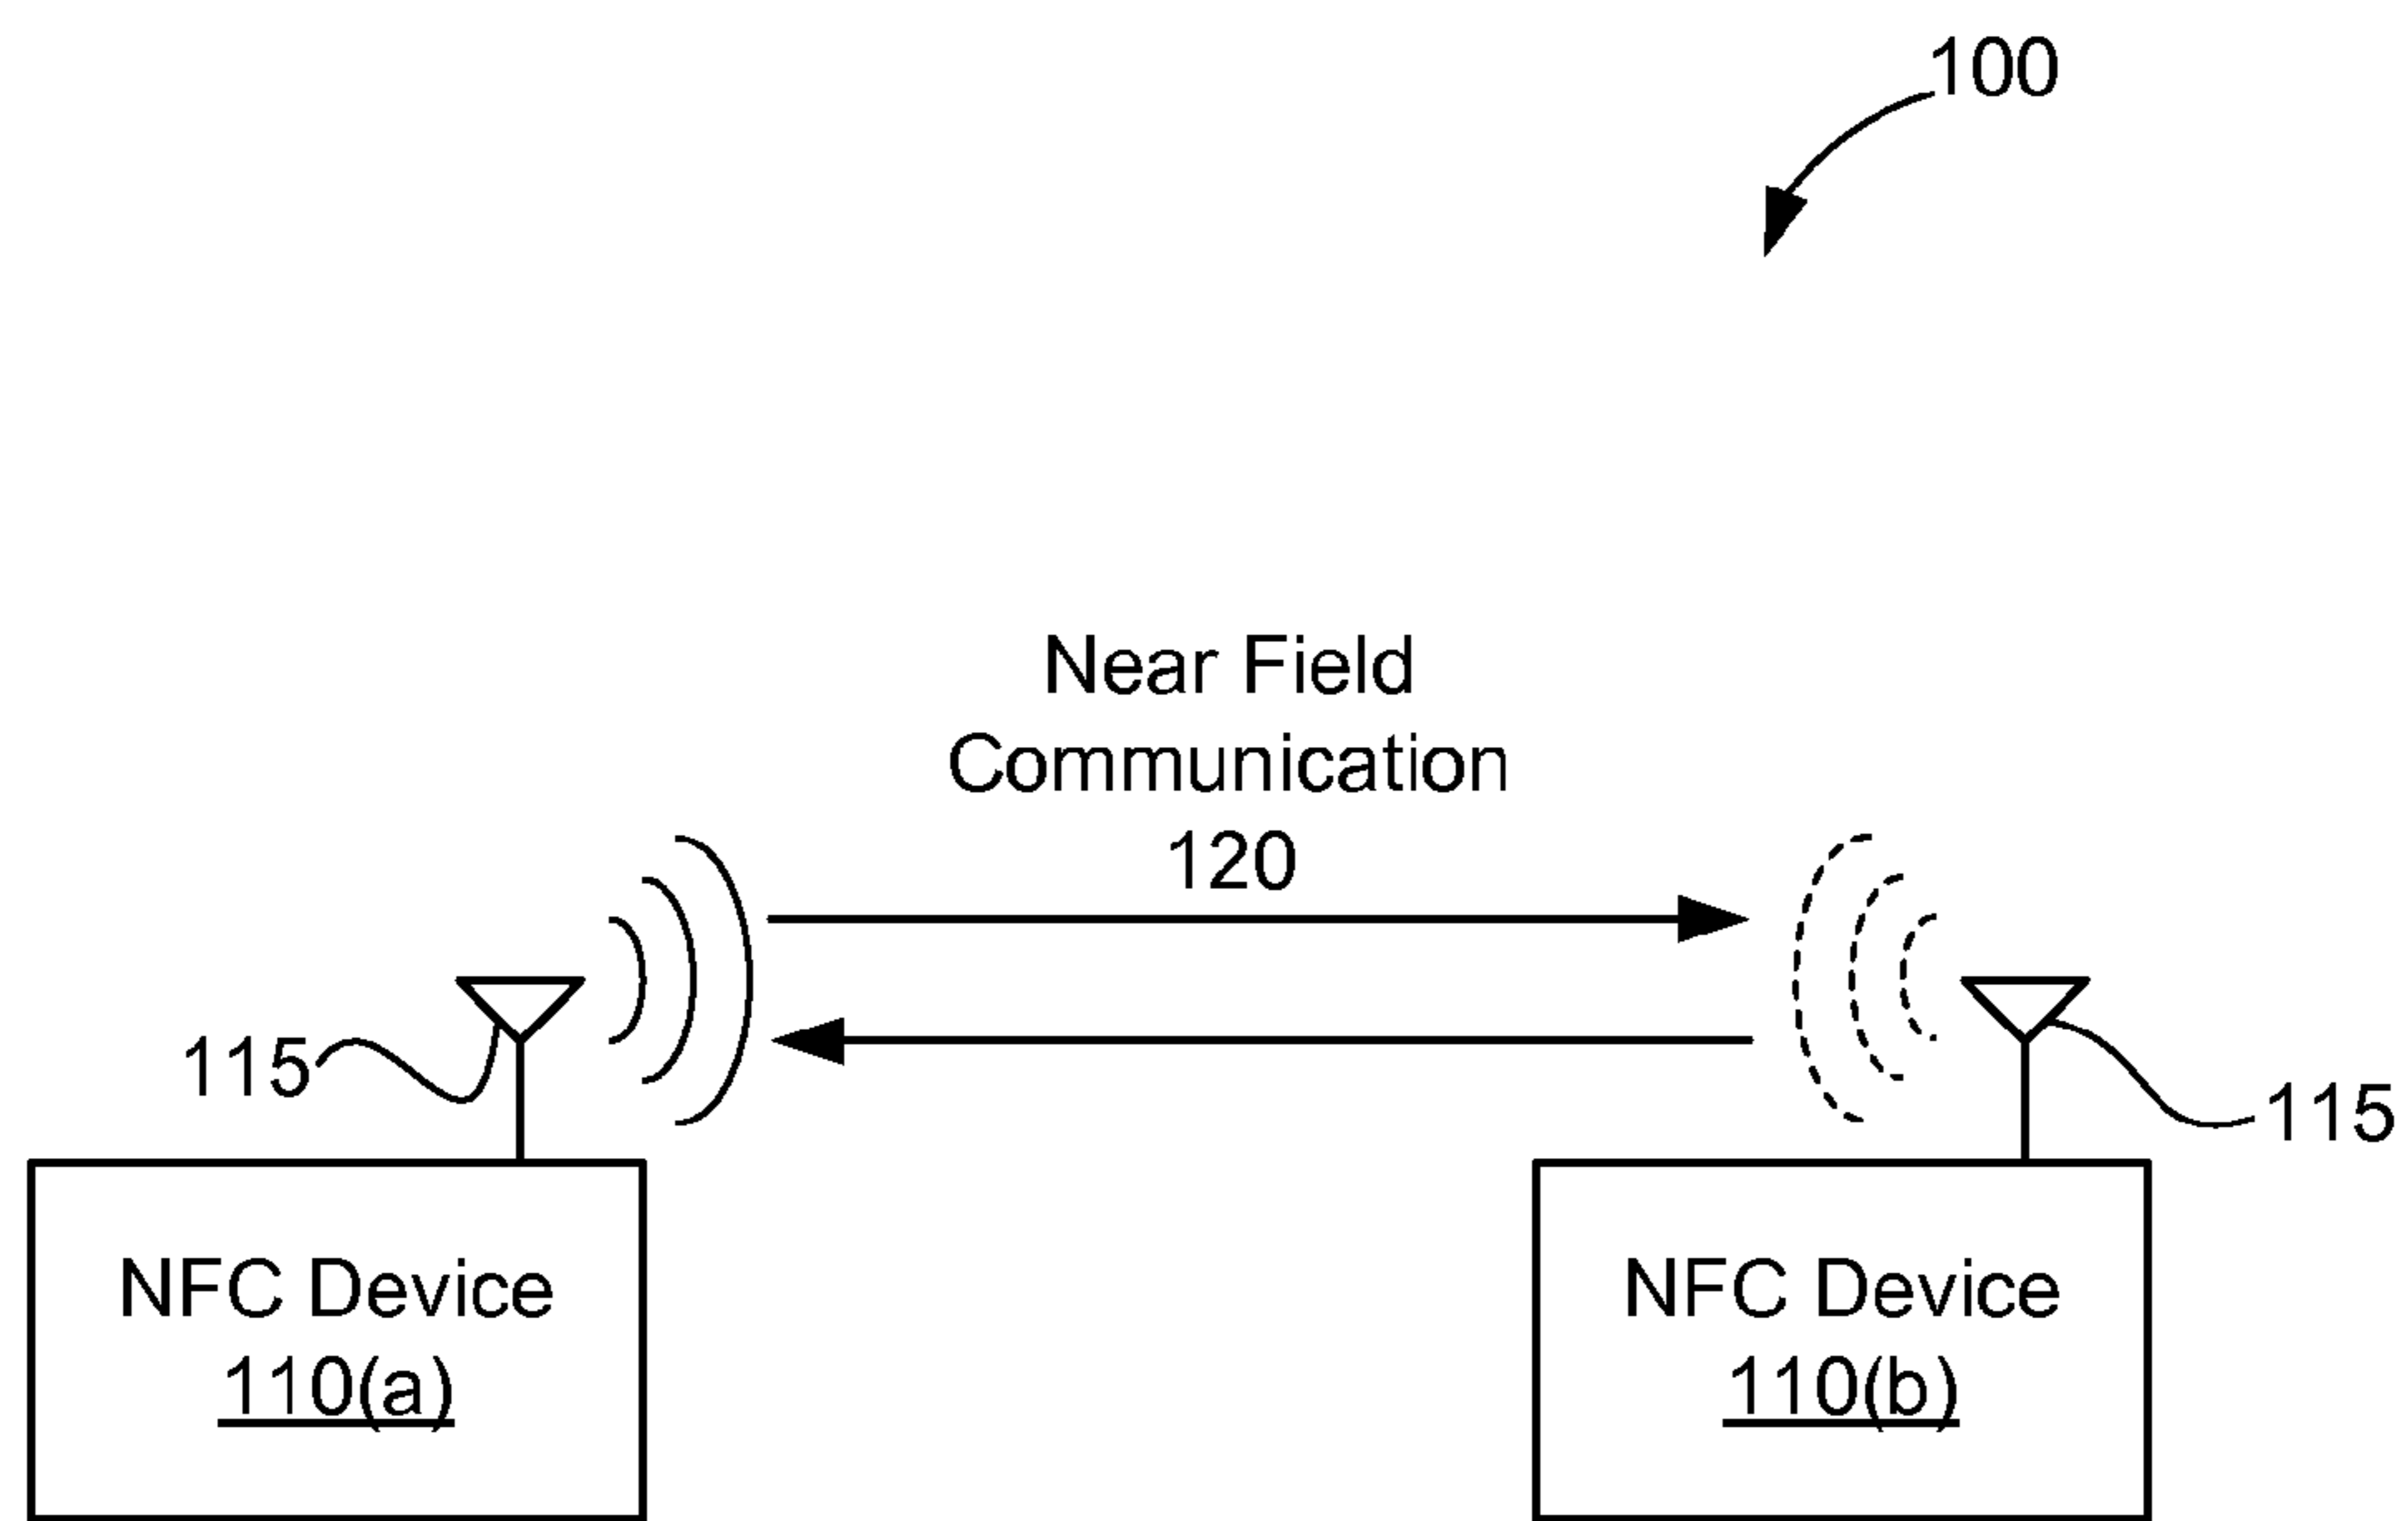 100
Near Field
Communication
120
115
115
NFC Device
110(a)
NFC Device
110(b)